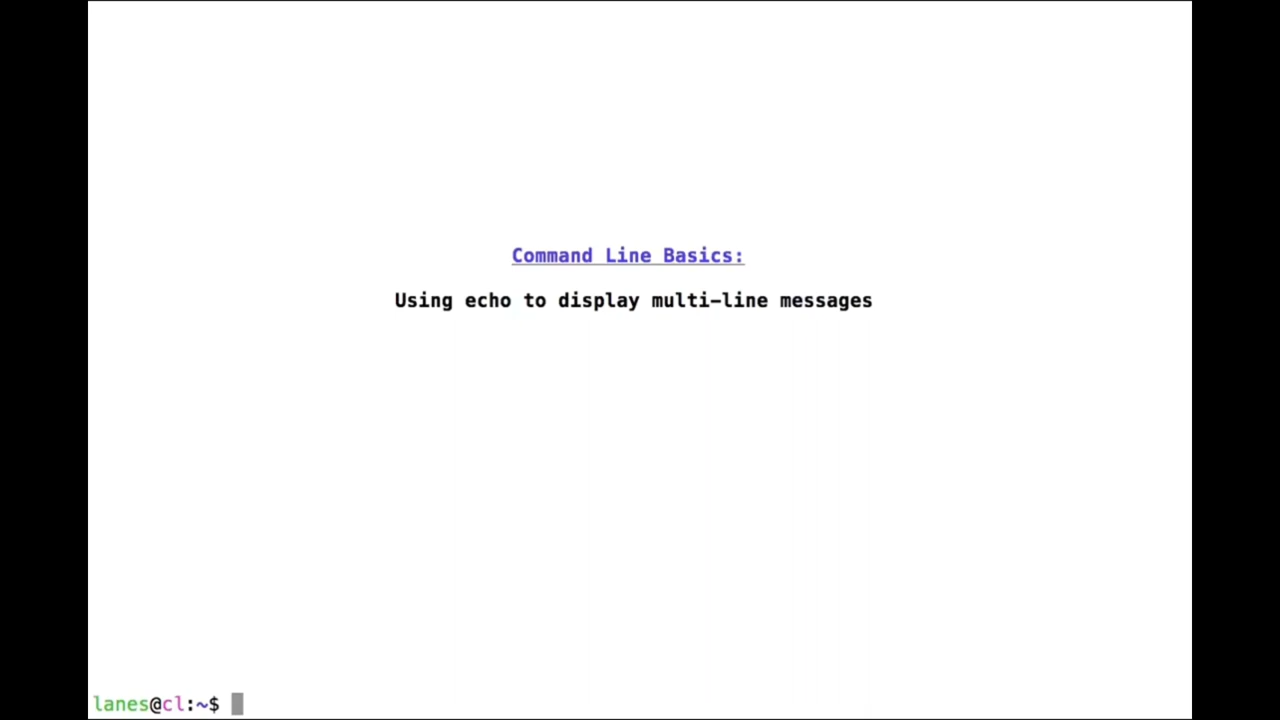 Command Line Basics:
Using echo to display multi-line messages
lanes@cl:~$